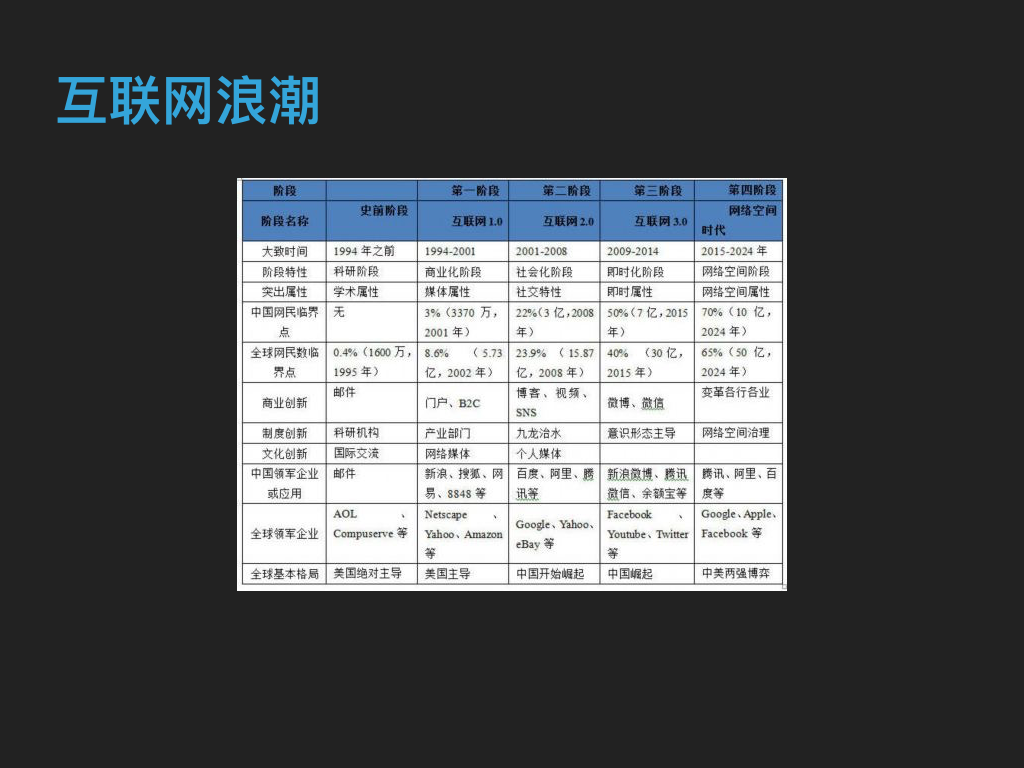 互联网浪潮
阶段 第一阶段 第二阶段 第三阶段 第四阶段
阶段名称 史前阶段 互联网1.0 互联网2.0 互联网3.0 网络空间时代
大致时间 1994 年之前 1994-2001 2001-2008 2009-2014 2015-2024 年
阶段特性 科研阶段 商业化阶段 社会化阶段 即时化阶段 网络空间阶段
突出属性 学术属性 媒体属性 社交特性 即时属性 网络空间属性
中国网民临界点 无 3%（3370 万，2001 年） 22%（3 亿,2008 年） 50%（7 亿,2015 年） 70%（10 亿，2024 年）
全球网民数临界点 0.4%（1600 万，1995 年） 8.6% （5.73 亿，2002 年） 23.9%（15.87 亿，2008 年） 40% （30 亿，2015 年） 65%（50 亿，2024 年）
商业创新 邮件 门户、B2C 博客、视频、SNS 微博、微信 变革各行各业
制度创新 科研机构 产业部门 九龙治水 意识形态主导 网络空间治理
文化创新 国际交流 网络媒体 个人媒体
中国领军企业或应用 邮件 新浪、搜狐、网易、8848 等 百度、阿里、腾讯等 新浪微博、腾讯微信、余额宝等 腾讯、阿里、百度等
全球领军企业 AOL 、Compuserve 等 Netscape 、Yahoo、Amazon 等 Google、Yahoo、eBay 等 Facebook 、Youtube、Twitter 等 Google、Apple、Facebook 等
全球基本格局 美国绝对主导 美国主导 中国开始崛起 中国崛起 中美两强博弈